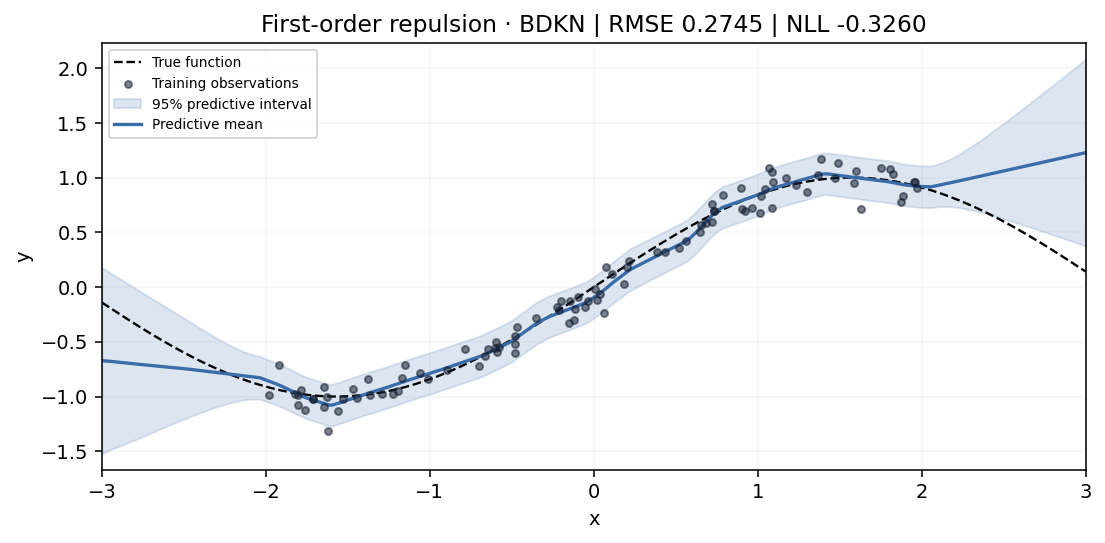 First-order repulsion · BDKN | RMSE 0.2745 | NLL -0.3260
True function
Training observations
95% predictive interval
Predictive mean
2.0
1.5
1.0
0.5
0.0
−0.5
−1.0
−1.5
y
−3
−2
−1
0
1
2
3
x